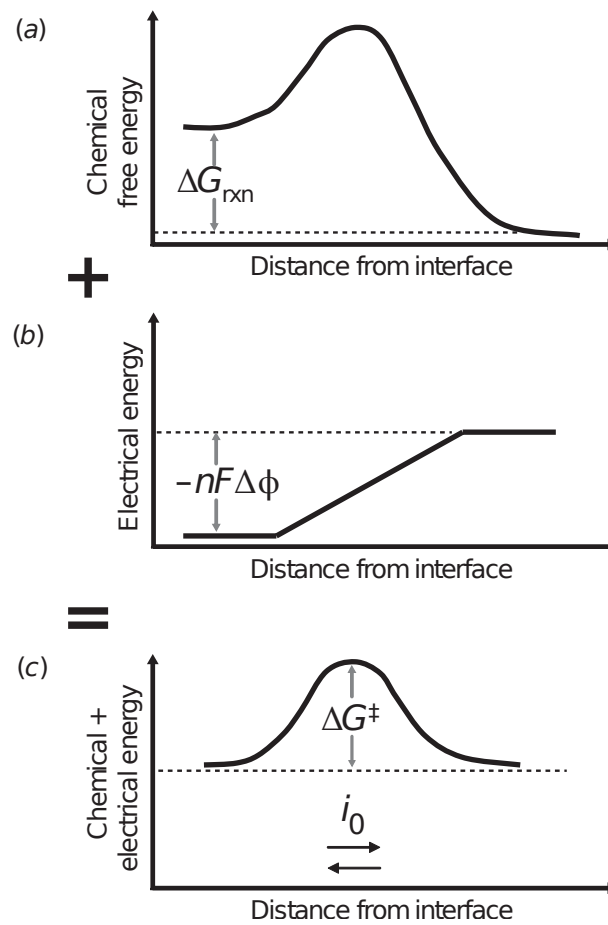 (a)
Chemical
free energy
ΔG_rxn
Distance from interface
+
(b)
Electrical energy
−nFΔϕ
Distance from interface
=
(c)
Chemical +
electrical energy
ΔG‡
i₀
Distance from interface